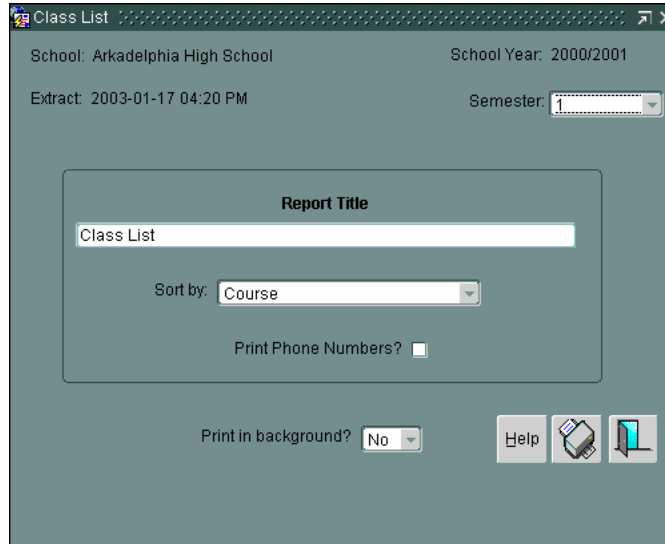 Class List
School: Arkadelphia High School
School Year: 2000/2001
Extract: 2003-01-17 04:20 PM
Semester: 1
Report Title
Class List
Sort by: Course
Print Phone Numbers?
Print in background? No
Help